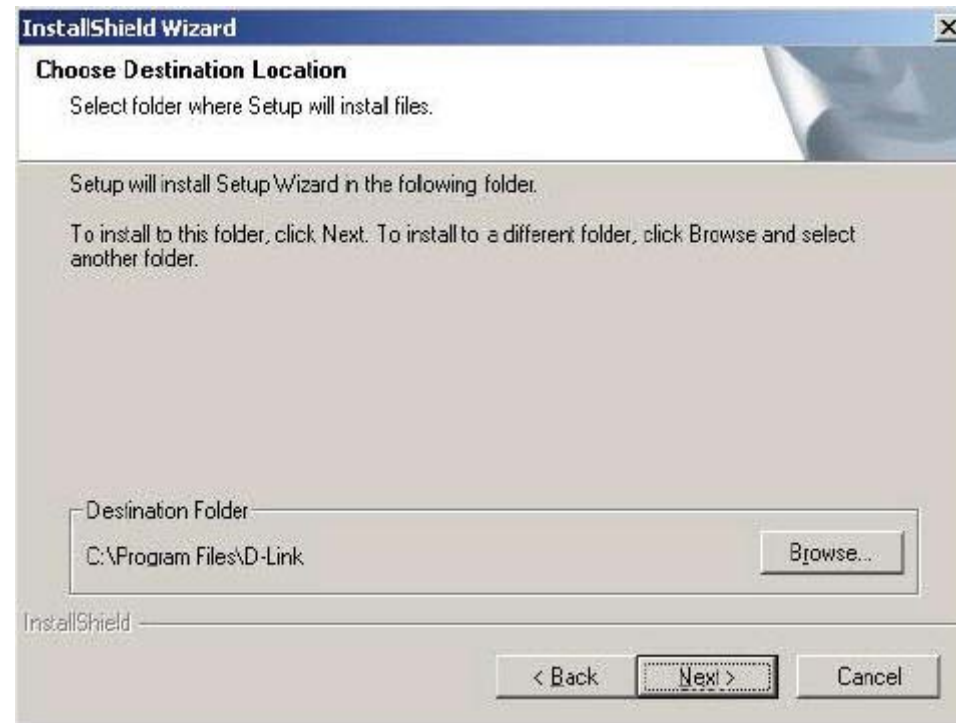 InstallShield Wizard
Choose Destination Location
Select folder where Setup will install files.
Setup will install Setup Wizard in the following folder.
To install to this folder, click Next. To install to a different folder, click Browse and select
another folder.
Destination Folder
C:\Program Files\D-Link
Browse...
InstallShield
< Back
Next >
Cancel